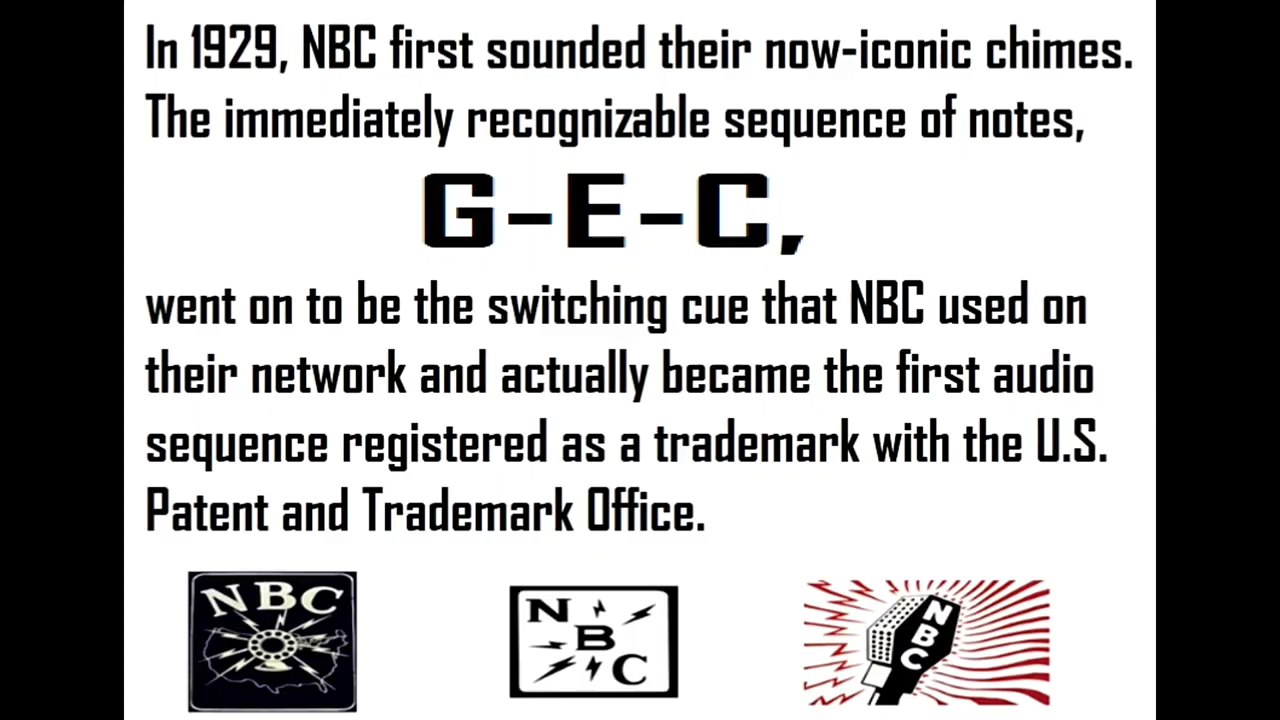 In 1929, NBC first sounded their now-iconic chimes.
The immediately recognizable sequence of notes,
G-E-C,
went on to be the switching cue that NBC used on
their network and actually became the first audio
sequence registered as a trademark with the U.S.
Patent and Trademark Office.
NBC
NBC
NBC